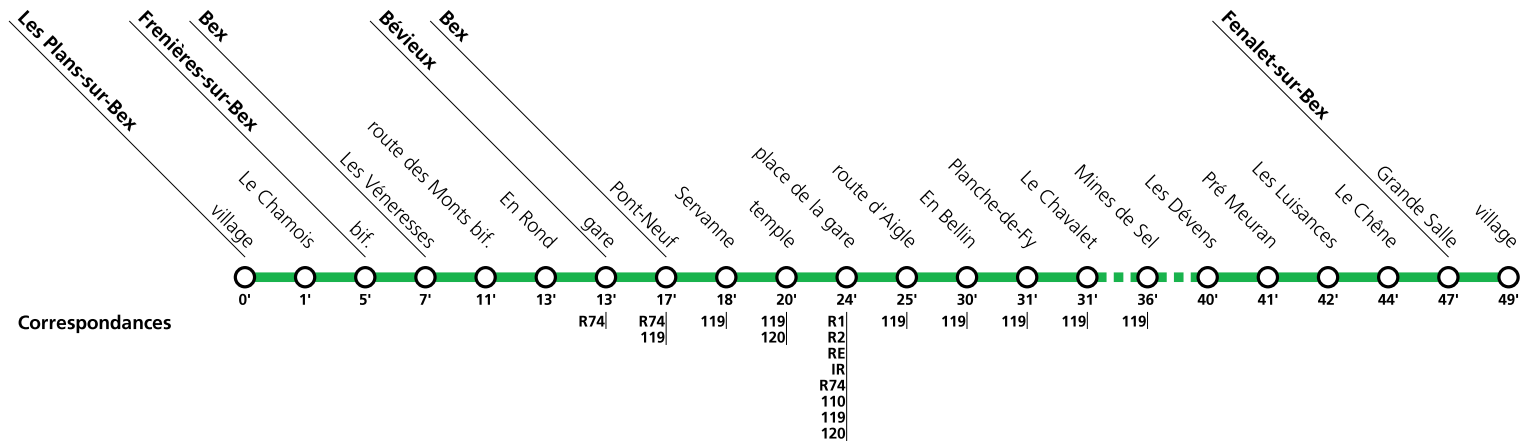 Les Plans-sur-Bex
Frenières-sur-Bex
Bex
Bévieux
Bex
Fenalet-sur-Bex
village
Le Chamois
bif.
Les Véneresses
route des Monts bif.
En Rond
gare
Pont-Neuf
Servanne
temple
place de la gare
route d'Aigle
En Bellin
Planche-de-Fy
Le Chavalet
Mines de Sel
Les Dévens
Pré Meuran
Les Luisances
Le Chêne
Grande Salle
village
0' 1' 5' 7' 11' 13' 13' 17' 18' 20' 24' 25' 30' 31' 31' 36' 40' 41' 42' 44' 47' 49'
Correspondances R74 R74 119 119 R1 119 119 119 119 119
119 120 R2
RE
IR
R74
110
119
120